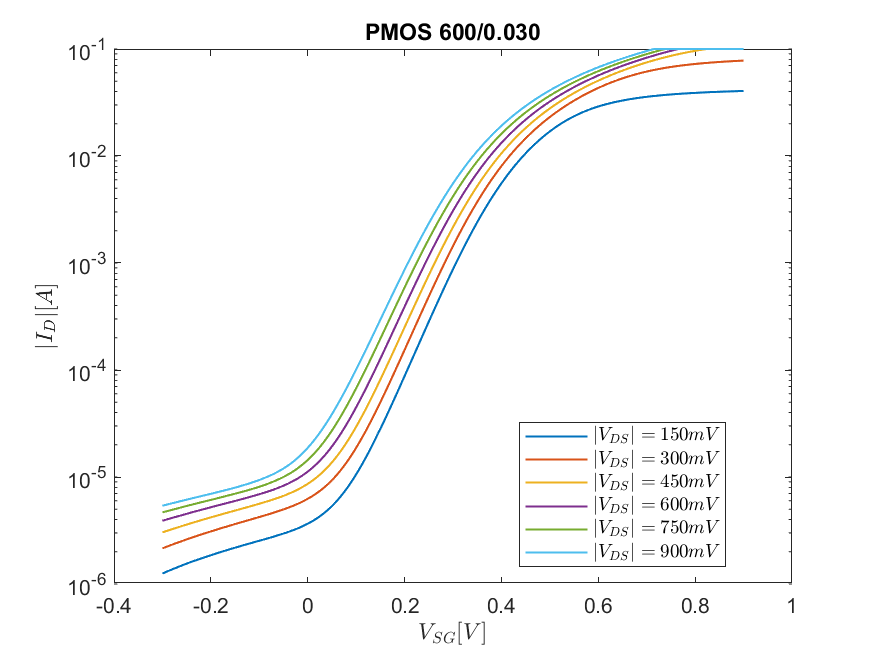 PMOS 600/0.030
10^-1
10^-2
10^-3
10^-4
10^-5
10^-6
|I_D|[A]
-0.4 -0.2 0 0.2 0.4 0.6 0.8 1
V_SG[V]
|V_DS| = 150mV
|V_DS| = 300mV
|V_DS| = 450mV
|V_DS| = 600mV
|V_DS| = 750mV
|V_DS| = 900mV